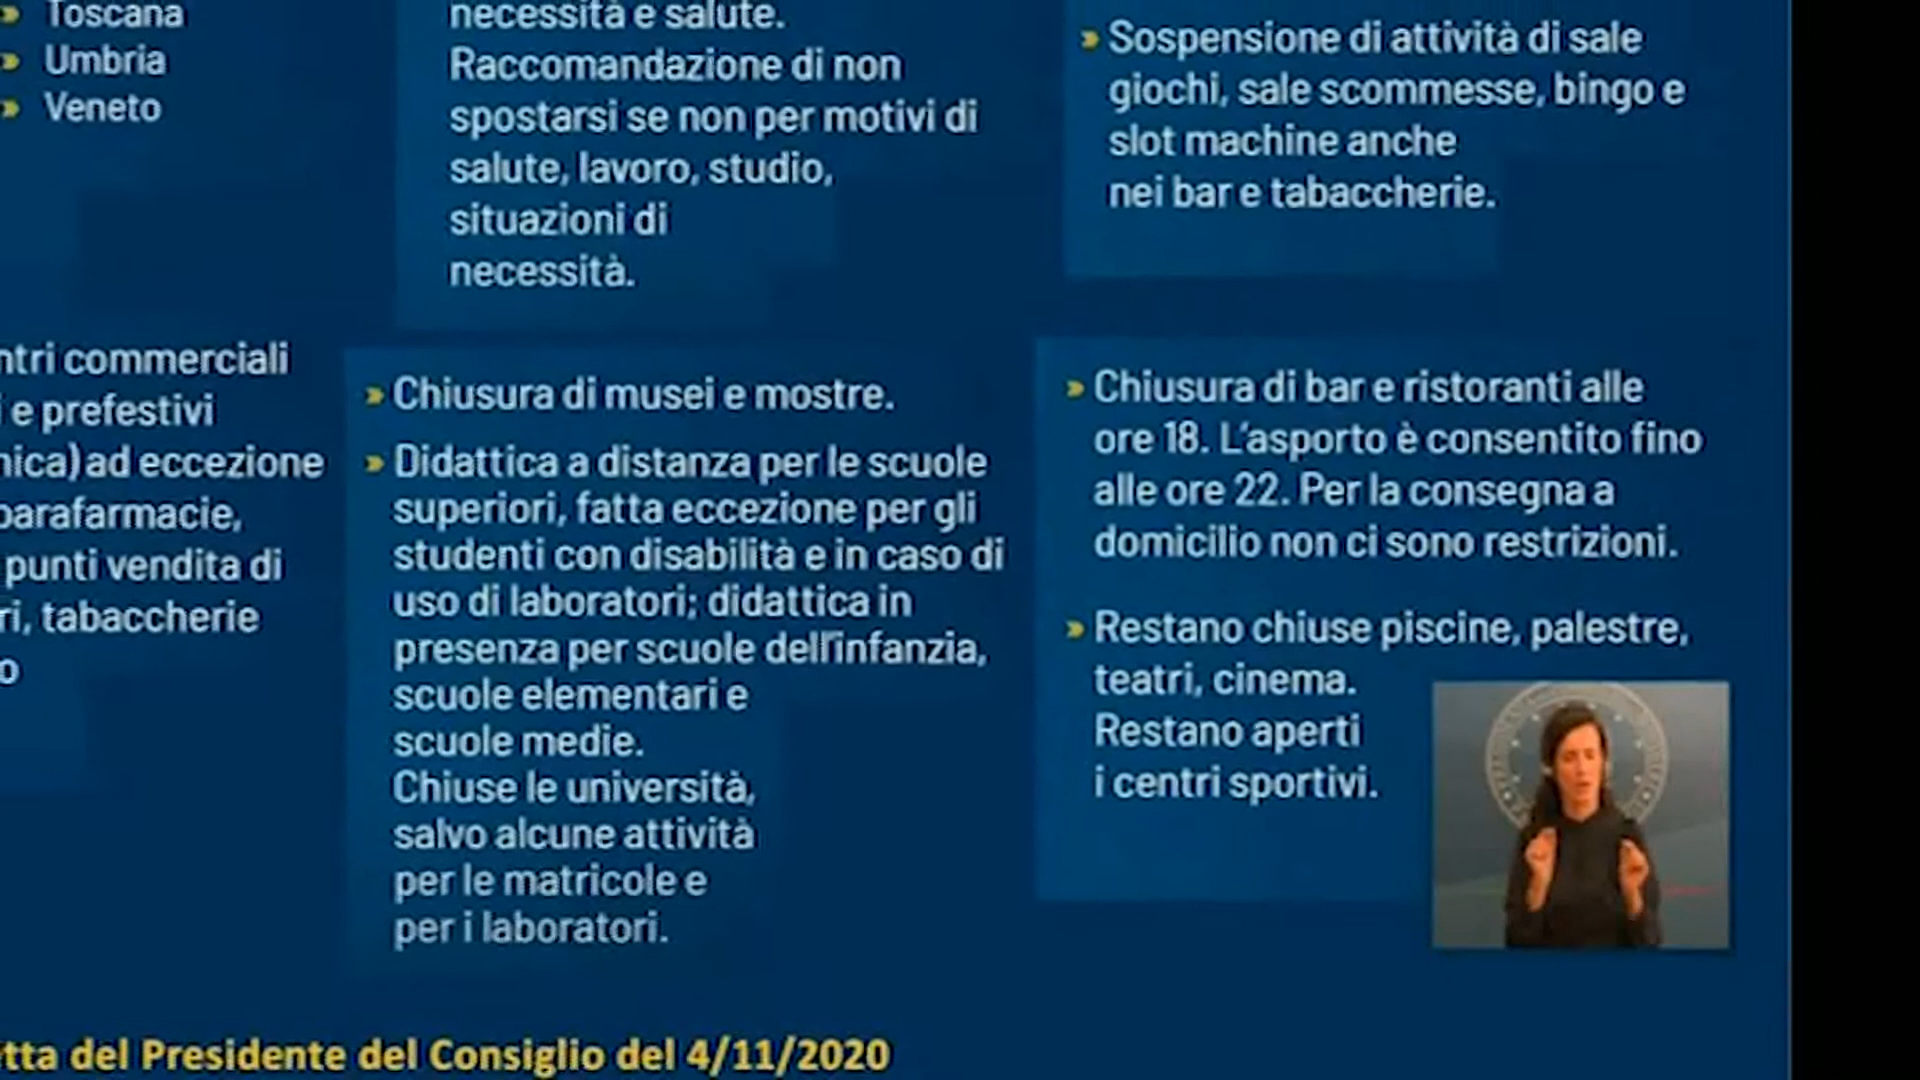 Toscana
Umbria
Veneto
necessità e salute.
Raccomandazione di non
spostarsi se non per motivi di
salute, lavoro, studio,
situazioni di
necessità.
Sospensione di attività di sale
giochi, sale scommesse, bingo e
slot machine anche
nei bar e tabaccherie.
ntri commerciali
i e prefestivi
nica) ad eccezione
parafarmacie,
punti vendita di
ri, tabaccherie
o
Chiusura di musei e mostre.
Didattica a distanza per le scuole
superiori, fatta eccezione per gli
studenti con disabilità e in caso di
uso di laboratori; didattica in
presenza per scuole dell'infanzia,
scuole elementari e
scuole medie.
Chiuse le università,
salvo alcune attività
per le matricole e
per i laboratori.
Chiusura di bar e ristoranti alle
ore 18. L'asporto è consentito fino
alle ore 22. Per la consegna a
domicilio non ci sono restrizioni.
Restano chiuse piscine, palestre,
teatri, cinema.
Restano aperti
i centri sportivi.
tta del Presidente del Consiglio del 4/11/2020